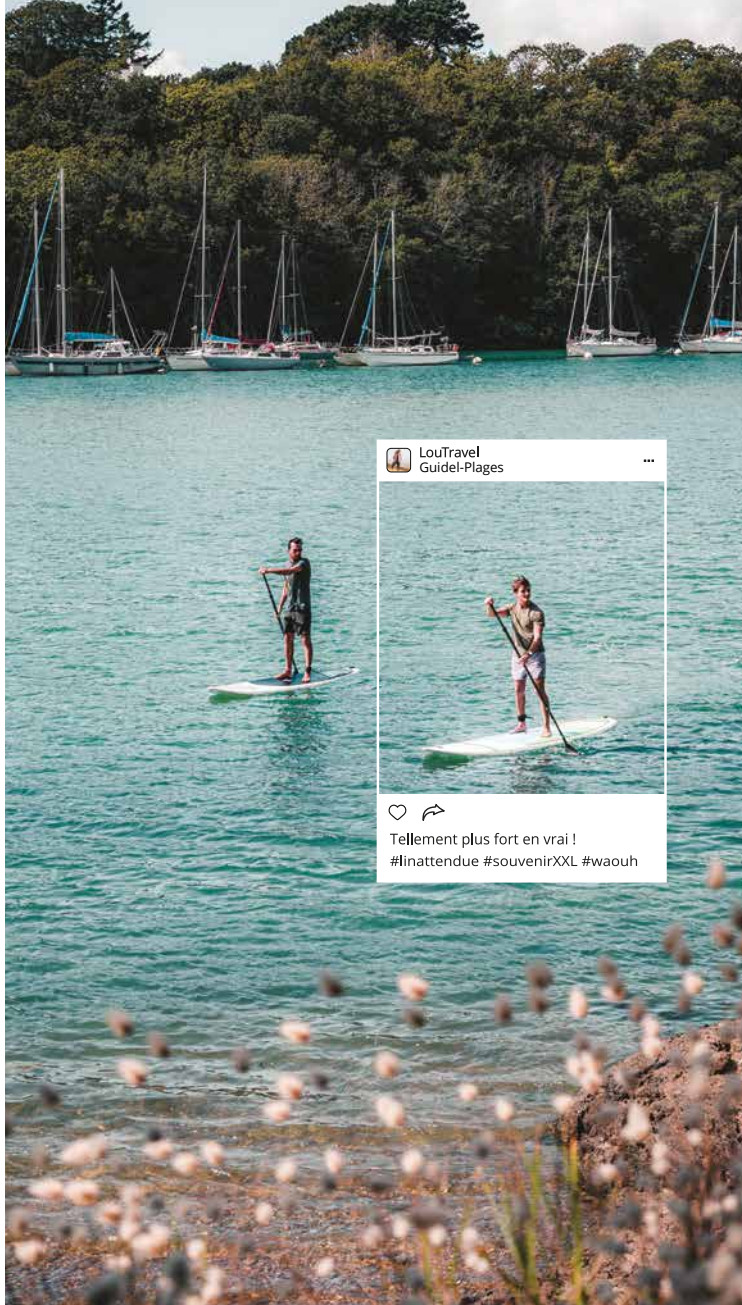 LouTravel
Guidel-Plages
Tellement plus fort en vrai !
#linattendue #souvenirXXL #waouh